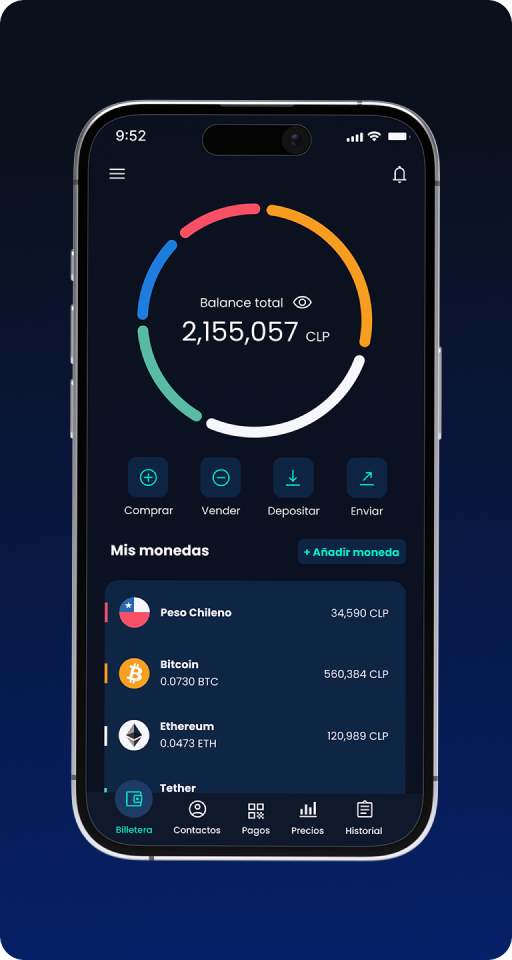 9:52
Balance total
2,155,057 CLP
Comprar
Vender
Depositar
Enviar
Mis monedas
+ Añadir moneda
Peso Chileno
34,590 CLP
Bitcoin
0.0730 BTC
560,384 CLP
Ethereum
0.0473 ETH
120,989 CLP
Tether
Billetera
Contactos
Pagos
Precios
Historial